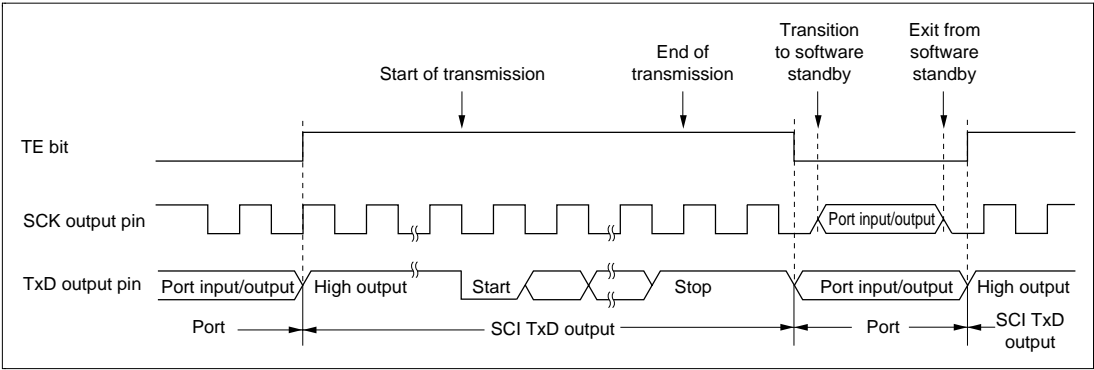 Transition
to software
standby
Exit from
software
standby
End of
transmission
Start of transmission
TE bit
SCK output pin
Port input/output
TxD output pin
Port input/output
High output
Start
Stop
Port input/output
High output
Port
SCI TxD output
Port
SCI TxD
output